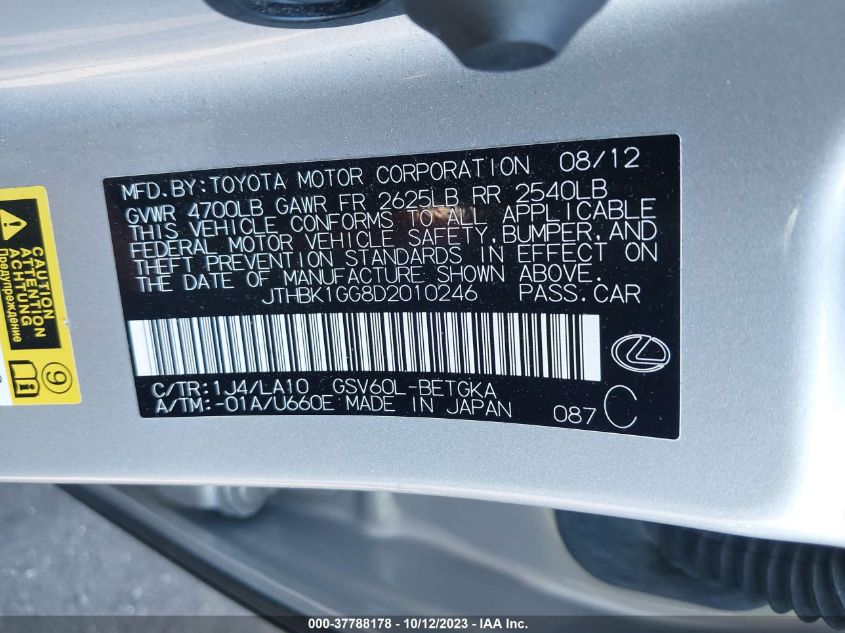 MFD.BY:TOYOTA MOTOR CORPORATION 08/12
GVWR 4700LB GAWR FR 2625LB RR 2540LB
THIS VEHICLE CONFORMS TO ALL APPLICABLE
FEDERAL MOTOR VEHICLE SAFETY,BUMPER,AND
THEFT PREVENTION STANDARDS IN EFFECT ON
THE DATE OF MANUFACTURE SHOWN ABOVE.
JTHBK1GG8D2010246 PASS.CAR
C/TR:1J4/LA10 GSV60L-BETGKA
A/TM:-01A/U660E MADE IN JAPAN 087 C
CAUTION
ATTENTION
ACHTUNG
Предупреждение
9
000-37788178 - 10/12/2023 - IAA Inc.